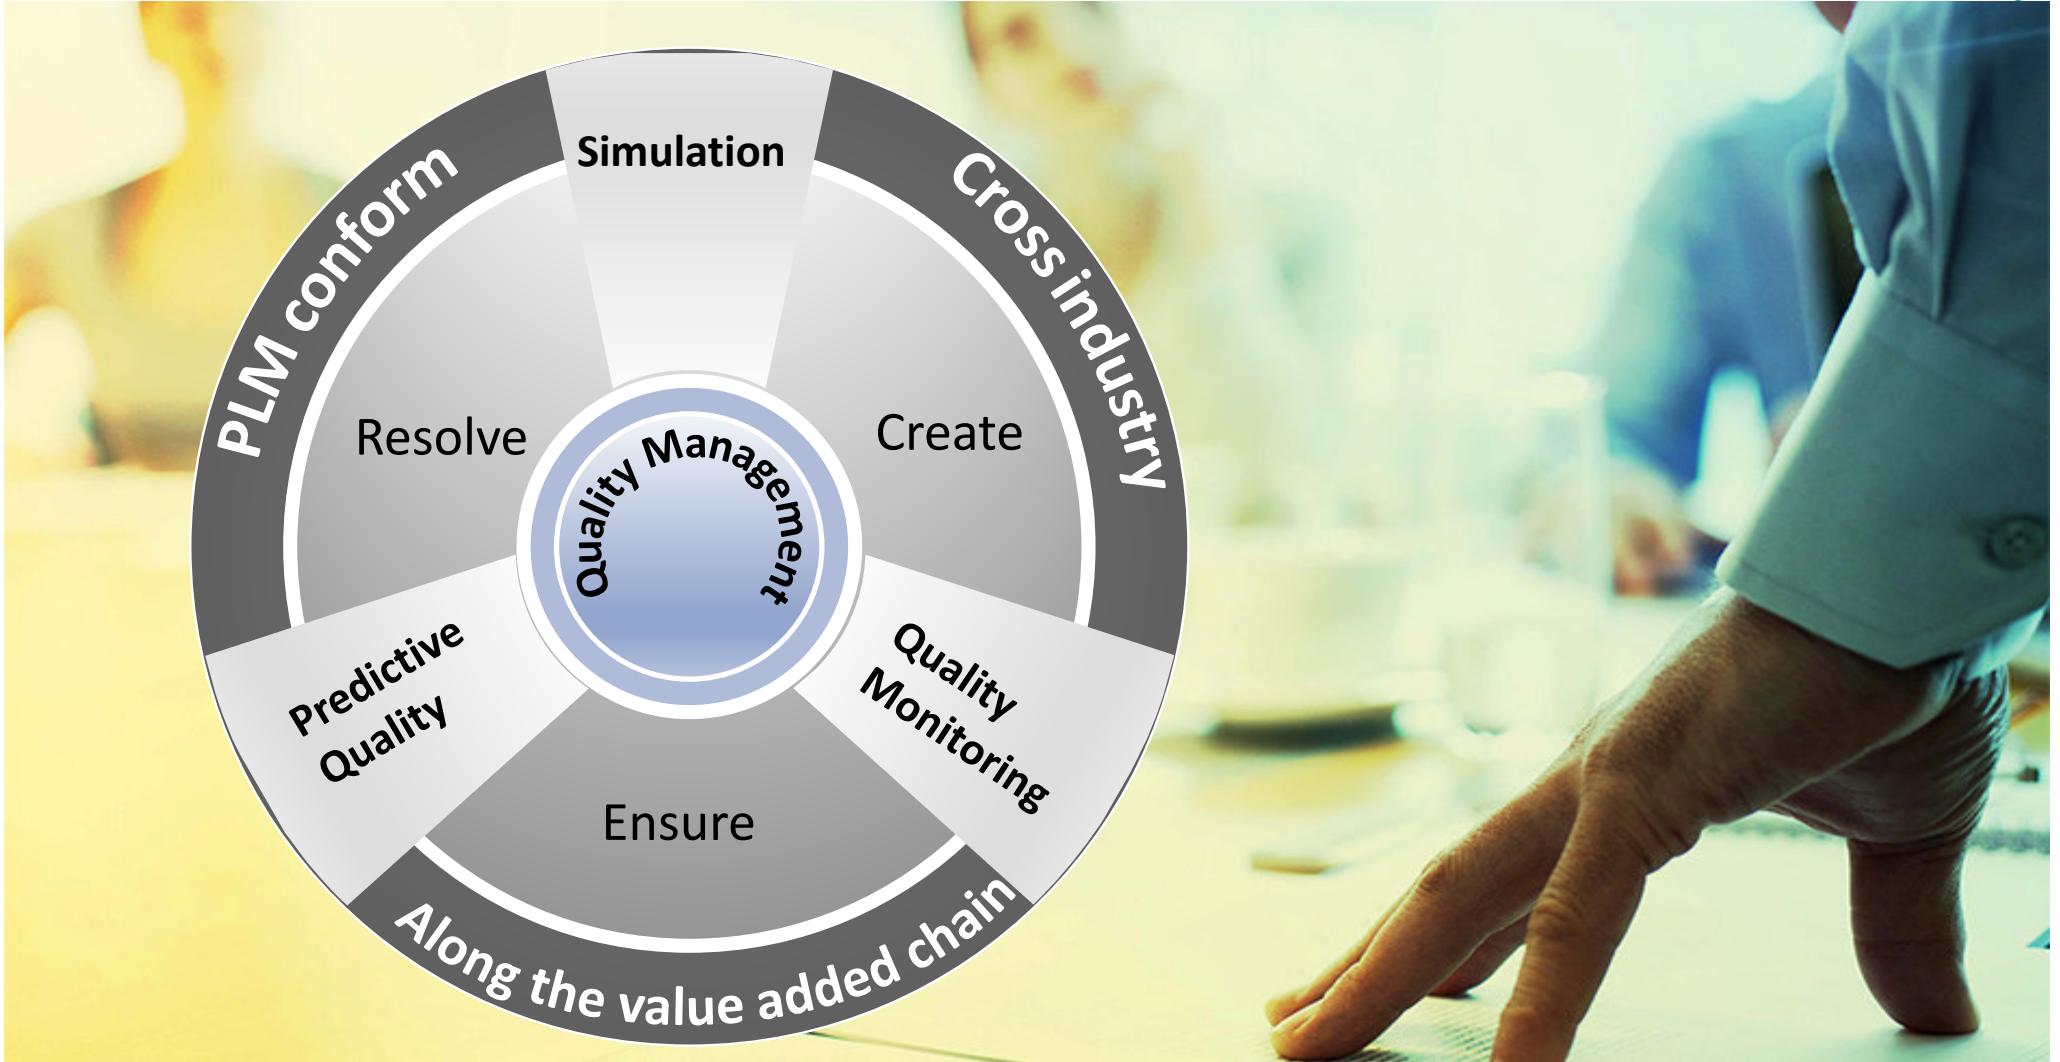 Simulation
PLM conform
Cross industry
Resolve
Create
Quality Management
Predictive
Quality
Quality
Monitoring
Ensure
Along the value added chain